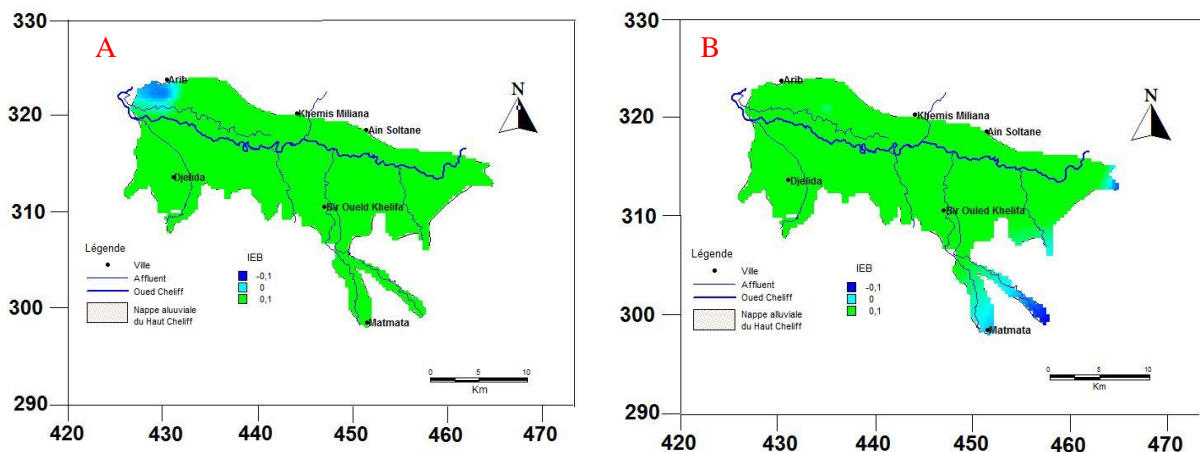 330
A
Arib
N
320
Khemis Miliana
Ain Soltane
Djelida
310
Bir Oueld Khelifa
Légende
Ville
Affluent
Oued Cheliff
Nappe aluuviale
du Haut Cheliff
IEB
-0,1
0
0,1
300
Matmata
0 5 10
Km
290
420 430 440 450 460 470
330
B
Arib
N
320
Khemis Miliana
Ain Soltane
Djelida
310
Bir Ouled Khelifa
Légende
Ville
Affluent
Oued Cheliff
Nappe alluviale
du Haut Cheliff
IEB
-0,1
0
0,1
300
Matmata
0 5 10
Km
290
420 430 440 450 460 470